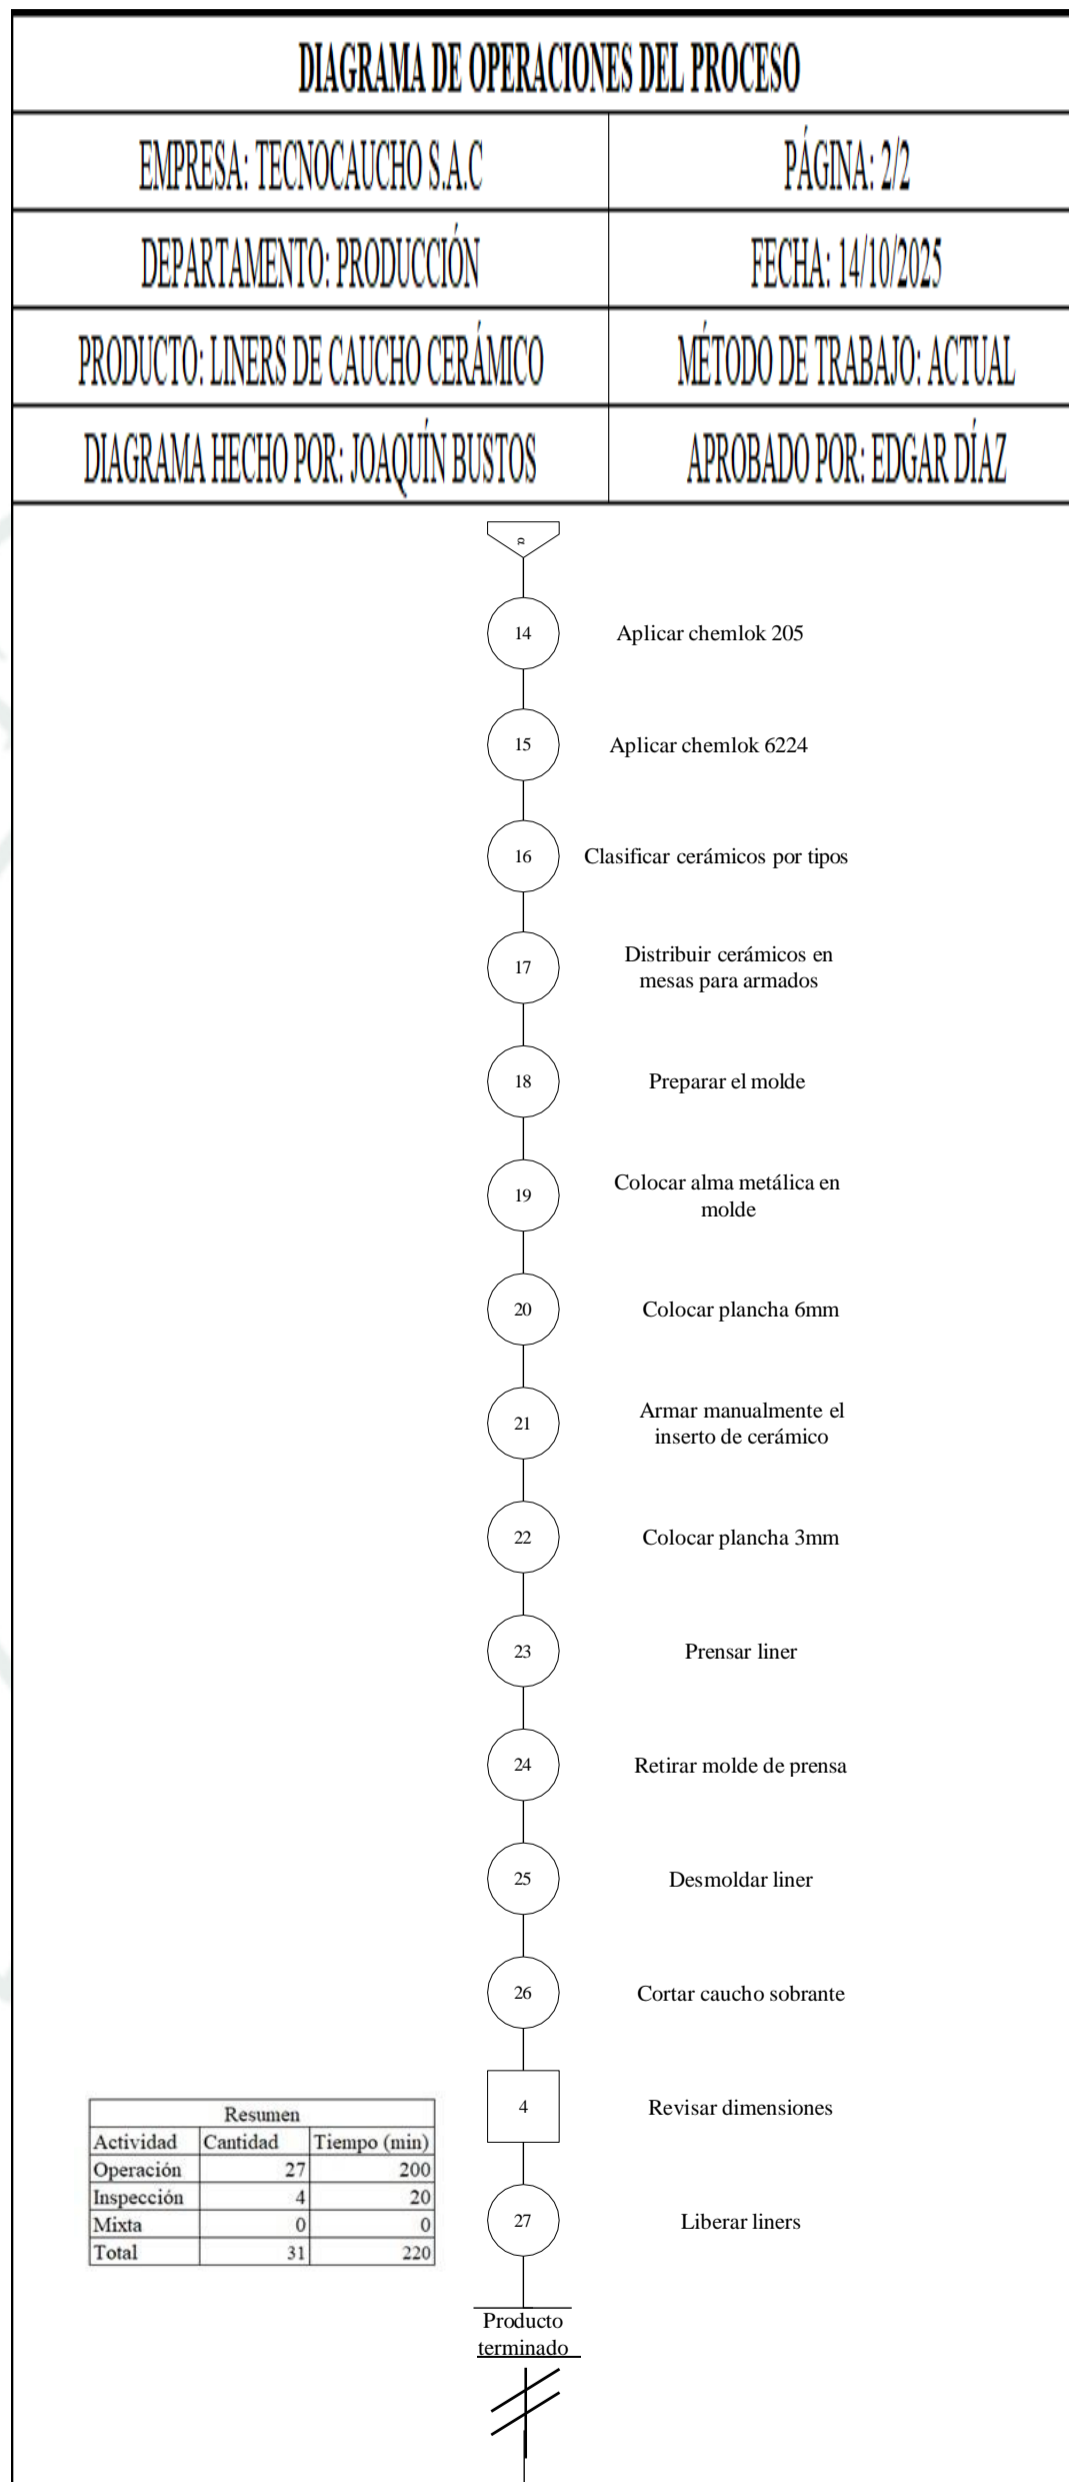 DIAGRAMA DE OPERACIONES DEL PROCESO
EMPRESA: TECNOCAUCHO S.A.C
PÁGINA: 2/2
DEPARTAMENTO: PRODUCCIÓN
FECHA: 14/10/2025
PRODUCTO: LINERS DE CAUCHO CERÁMICO
MÉTODO DE TRABAJO: ACTUAL
DIAGRAMA HECHO POR: JOAQUÍN BUSTOS
APROBADO POR: EDGAR DÍAZ
14 Aplicar chemlok 205
15 Aplicar chemlok 6224
16 Clasificar cerámicos por tipos
17 Distribuir cerámicos en
mesas para armados
18 Preparar el molde
19 Colocar alma metálica en
molde
20 Colocar plancha 6mm
21 Armar manualmente el
inserto de cerámico
22 Colocar plancha 3mm
23 Prensar liner
24 Retirar molde de prensa
25 Desmoldar liner
26 Cortar caucho sobrante
4 Revisar dimensiones
27 Liberar liners
Producto
terminado
Resumen
Actividad Cantidad Tiempo (min)
Operación 27 200
Inspección 4 20
Mixta 0 0
Total 31 220